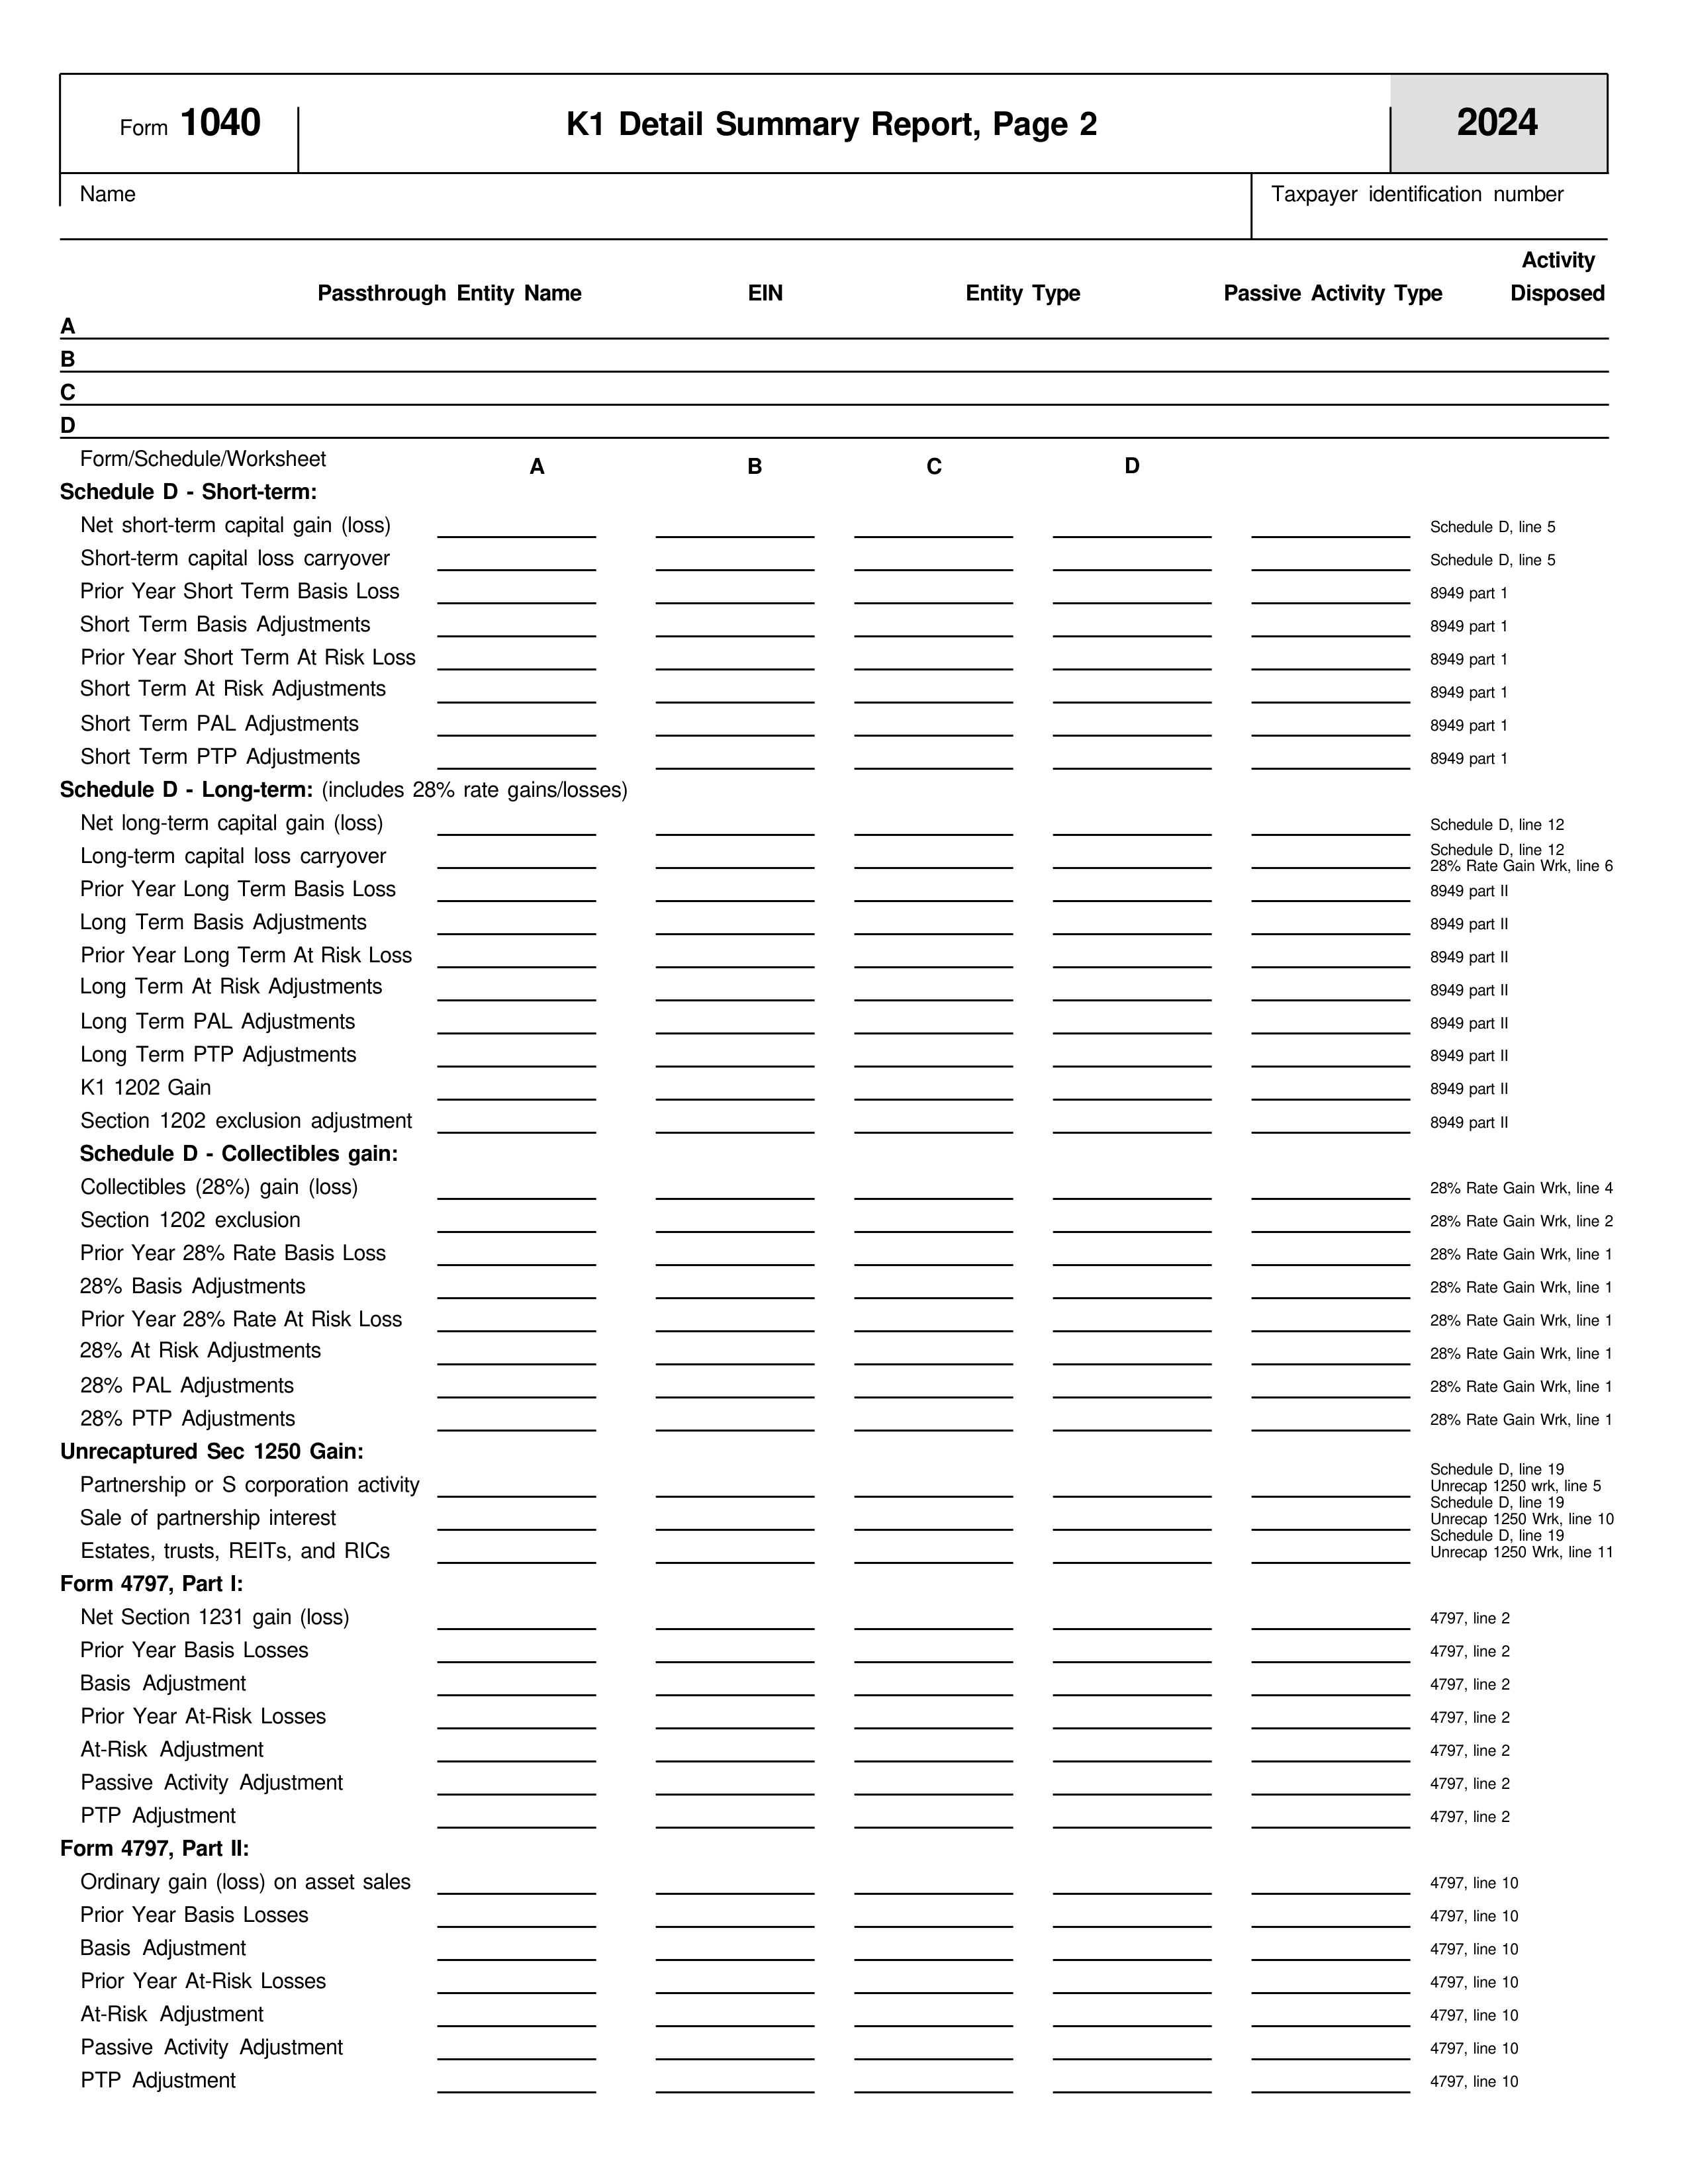 Form 1040 K1 Detail Summary Report, Page 2 2024
Name Taxpayer identification number
Activity
Passthrough Entity Name EIN Entity Type Passive Activity Type Disposed
A
B
C
D
Form/Schedule/Worksheet A B C D
Schedule D - Short-term:
Net short-term capital gain (loss) Schedule D, line 5
Short-term capital loss carryover Schedule D, line 5
Prior Year Short Term Basis Loss 8949 part 1
Short Term Basis Adjustments 8949 part 1
Prior Year Short Term At Risk Loss 8949 part 1
Short Term At Risk Adjustments 8949 part 1
Short Term PAL Adjustments 8949 part 1
Short Term PTP Adjustments 8949 part 1
Schedule D - Long-term: (includes 28% rate gains/losses)
Net long-term capital gain (loss) Schedule D, line 12
Long-term capital loss carryover Schedule D, line 12
28% Rate Gain Wrk, line 6
Prior Year Long Term Basis Loss 8949 part II
Long Term Basis Adjustments 8949 part II
Prior Year Long Term At Risk Loss 8949 part II
Long Term At Risk Adjustments 8949 part II
Long Term PAL Adjustments 8949 part II
Long Term PTP Adjustments 8949 part II
K1 1202 Gain 8949 part II
Section 1202 exclusion adjustment 8949 part II
Schedule D - Collectibles gain:
Collectibles (28%) gain (loss) 28% Rate Gain Wrk, line 4
Section 1202 exclusion 28% Rate Gain Wrk, line 2
Prior Year 28% Rate Basis Loss 28% Rate Gain Wrk, line 1
28% Basis Adjustments 28% Rate Gain Wrk, line 1
Prior Year 28% Rate At Risk Loss 28% Rate Gain Wrk, line 1
28% At Risk Adjustments 28% Rate Gain Wrk, line 1
28% PAL Adjustments 28% Rate Gain Wrk, line 1
28% PTP Adjustments 28% Rate Gain Wrk, line 1
Unrecaptured Sec 1250 Gain:
Schedule D, line 19
Partnership or S corporation activity Unrecap 1250 wrk, line 5
Schedule D, line 19
Sale of partnership interest Unrecap 1250 Wrk, line 10
Schedule D, line 19
Estates, trusts, REITs, and RICs Unrecap 1250 Wrk, line 11
Form 4797, Part I:
Net Section 1231 gain (loss) 4797, line 2
Prior Year Basis Losses 4797, line 2
Basis Adjustment 4797, line 2
Prior Year At-Risk Losses 4797, line 2
At-Risk Adjustment 4797, line 2
Passive Activity Adjustment 4797, line 2
PTP Adjustment 4797, line 2
Form 4797, Part II:
Ordinary gain (loss) on asset sales 4797, line 10
Prior Year Basis Losses 4797, line 10
Basis Adjustment 4797, line 10
Prior Year At-Risk Losses 4797, line 10
At-Risk Adjustment 4797, line 10
Passive Activity Adjustment 4797, line 10
PTP Adjustment 4797, line 10